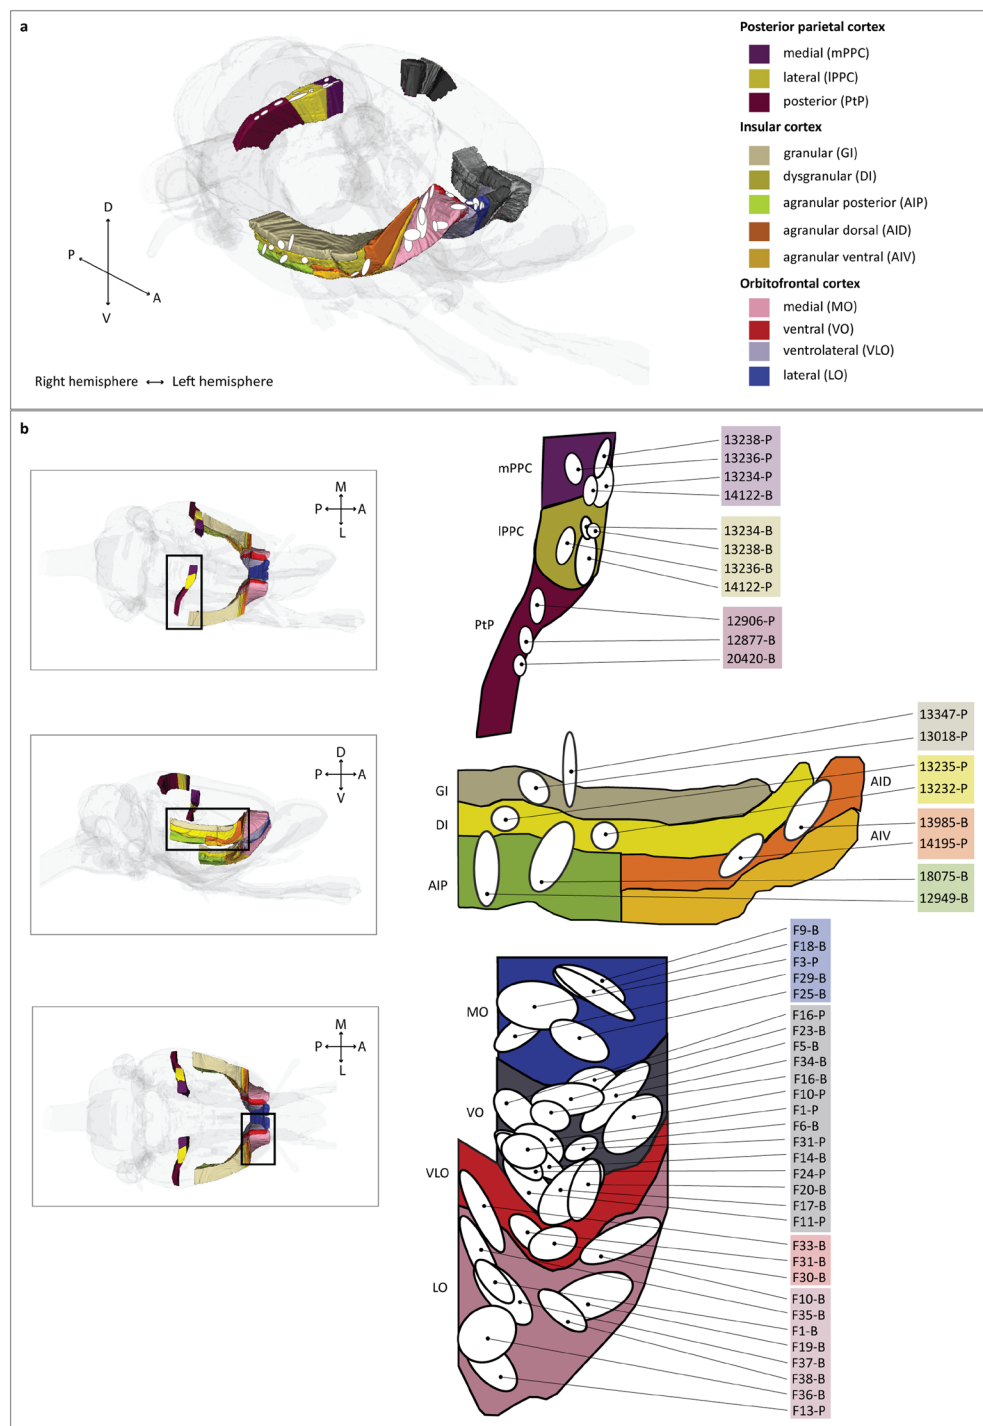 a
Posterior parietal cortex
medial (mPPC)
lateral (lPPC)
posterior (PtP)
Insular cortex
granular (GI)
dysgranular (DI)
agranular posterior (AIP)
agranular dorsal (AID)
agranular ventral (AIV)
Orbitofrontal cortex
medial (MO)
ventral (VO)
ventrolateral (VLO)
lateral (LO)
D
P
A
V
Right hemisphere ↔ Left hemisphere
b
M
P A
L
mPPC
lPPC
PtP
13238-P
13236-P
13234-P
14122-B
13234-B
13238-B
13236-B
14122-P
12906-P
12877-B
20420-B
D
P A
V
GI
DI
AIP
AID
AIV
13347-P
13018-P
13235-P
13232-P
13985-B
14195-P
18075-B
12949-B
M
P A
L
MO
VO
VLO
LO
F9-B
F18-B
F3-P
F29-B
F25-B
F16-P
F23-B
F5-B
F34-B
F16-B
F10-P
F1-P
F6-B
F31-P
F14-B
F24-P
F20-B
F17-B
F11-P
F33-B
F31-B
F30-B
F10-B
F35-B
F1-B
F19-B
F37-B
F38-B
F36-B
F13-P